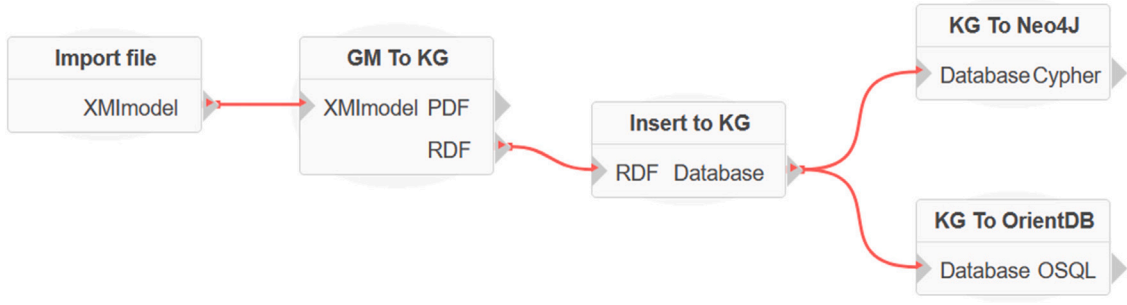 Import file
XMImodel
GM To KG
XMImodel PDF
RDF
Insert to KG
RDF Database
KG To Neo4J
Database Cypher
KG To OrientDB
Database OSQL